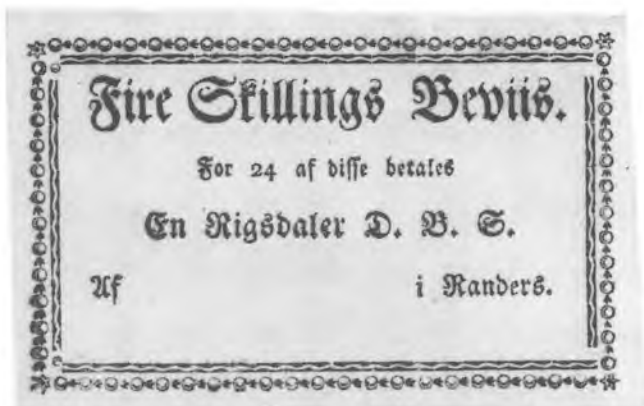 Fire Skillings Beviis.
For 24 af disse betales
En Rigsdaler D. B. S.
Af i Randers.